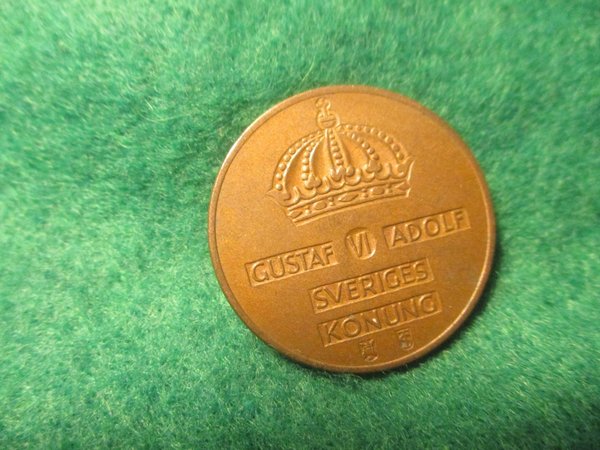 GUSTAF VI ADOLF
SVERIGES
KONUNG